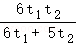 6t₁t₂
6t₁ + 5t₂